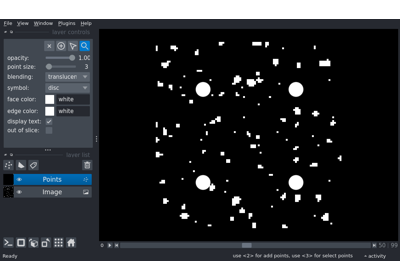 File View Window Plugins Help
layer controls
opacity: 1.00
point size: 3
blending: translucen
symbol: disc
face color: white
edge color: white
display text:
out of slice:
layer list
Points
Image
0 50 99
Ready use <2> for add points, use <3> for select points activity